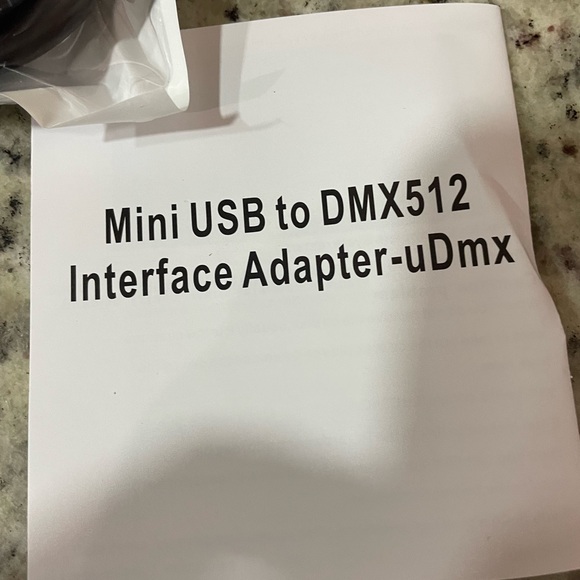 Mini USB to DMX512
Interface Adapter-uDmx